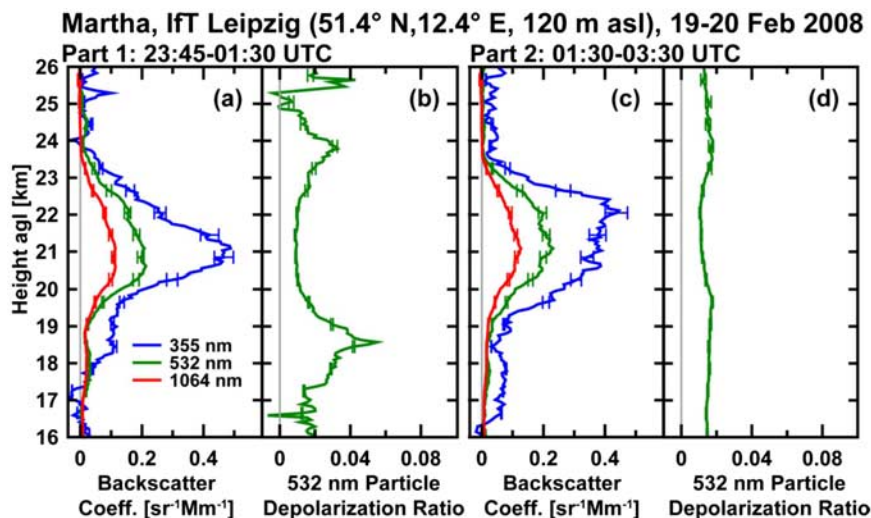 Martha, IfT Leipzig (51.4° N,12.4° E, 120 m asl), 19-20 Feb 2008
Part 1: 23:45-01:30 UTC
Part 2: 01:30-03:30 UTC
Height agl [km]
26
25
24
23
22
21
20
19
18
17
16
(a)
(b)
(c)
(d)
355 nm
532 nm
1064 nm
0 0.2 0.4
0 0.04 0.08
0 0.2 0.4
0 0.04 0.08
Backscatter
Coeff. [sr⁻¹Mm⁻¹]
532 nm Particle
Depolarization Ratio
Backscatter
Coeff. [sr⁻¹Mm⁻¹]
532 nm Particle
Depolarization Ratio